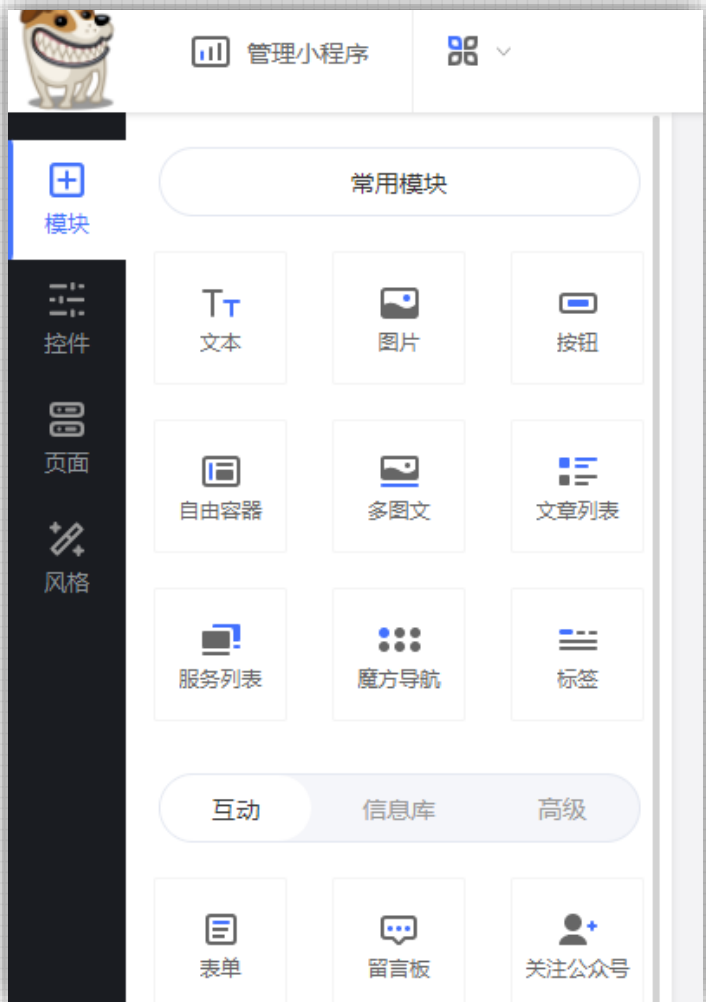 管理小程序
模块
控件
页面
风格
常用模块
文本
图片
按钮
自由容器
多图文
文章列表
服务列表
魔方导航
标签
互动
信息库
高级
表单
留言板
关注公众号